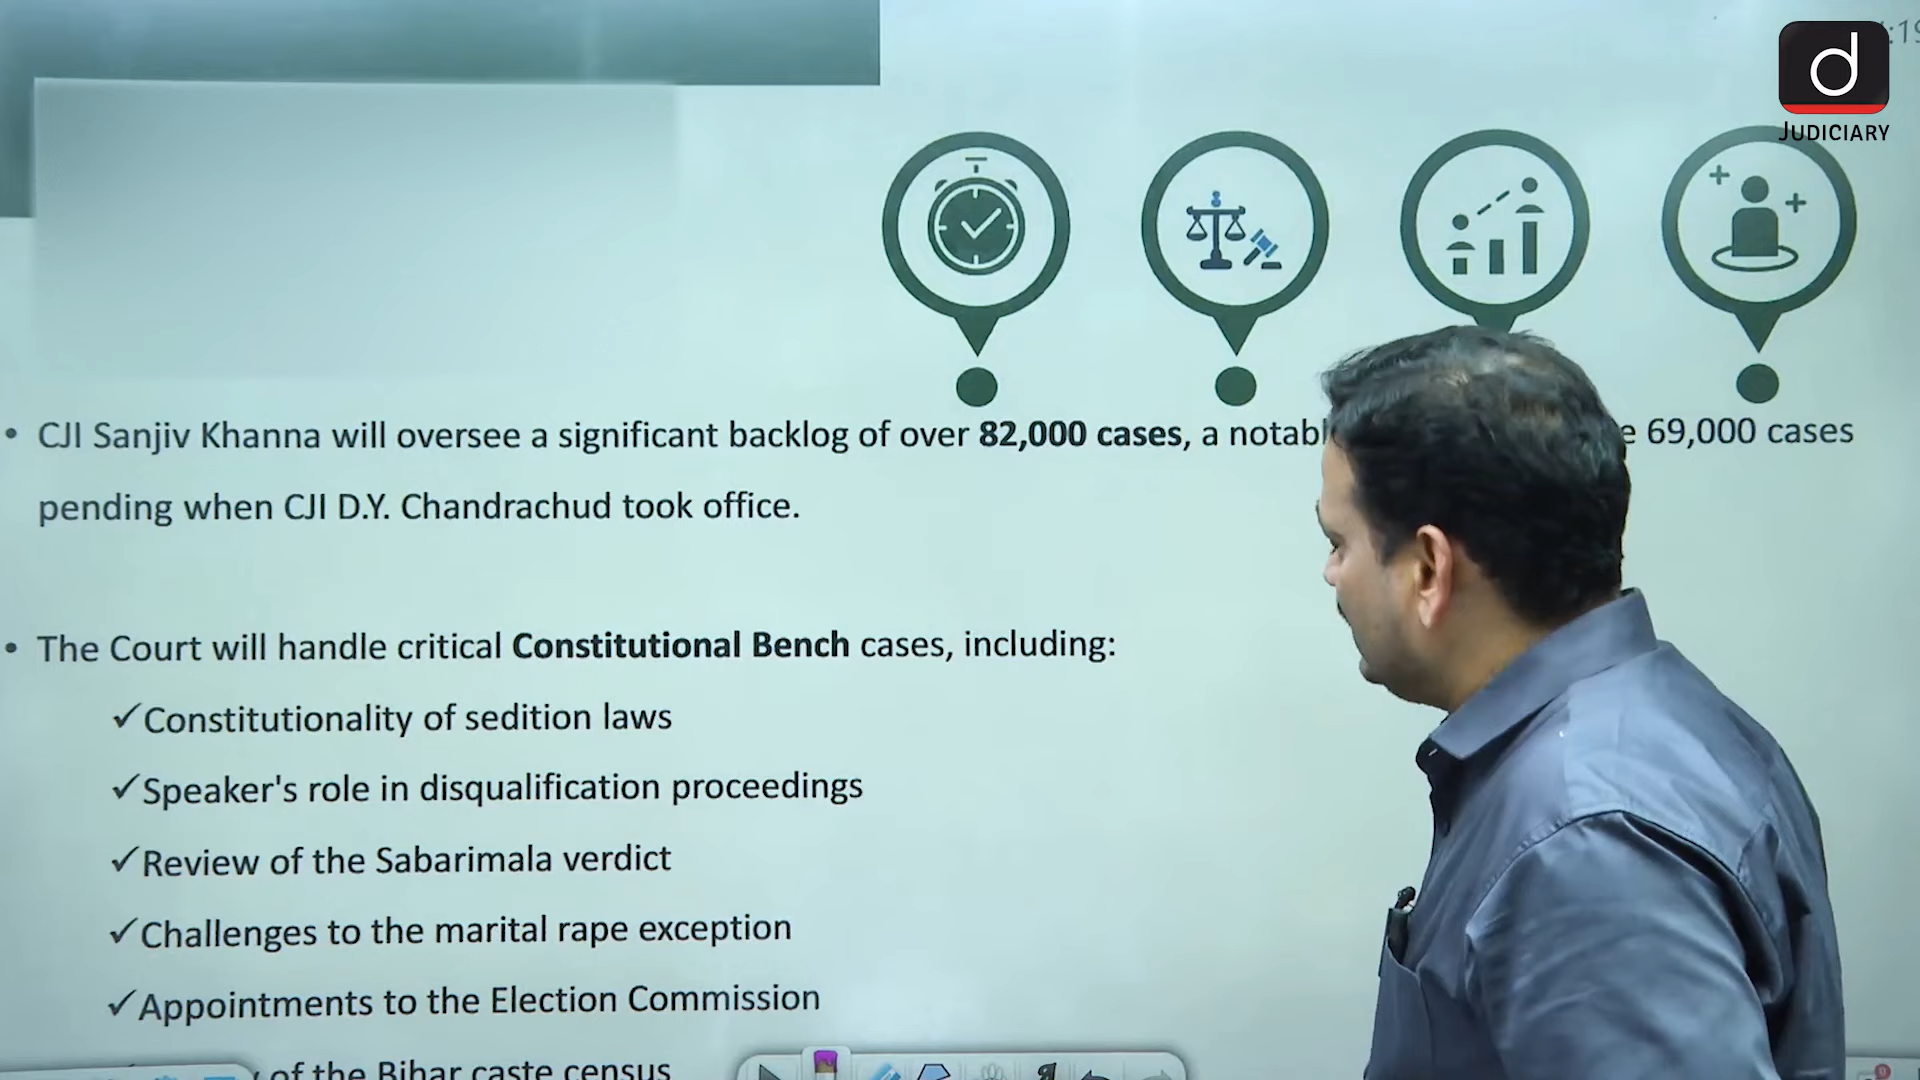 :19
d
JUDICIARY
• CJI Sanjiv Khanna will oversee a significant backlog of over 82,000 cases, a notabl e 69,000 cases
pending when CJI D.Y. Chandrachud took office.
• The Court will handle critical Constitutional Bench cases, including:
✓Constitutionality of sedition laws
✓Speaker's role in disqualification proceedings
✓Review of the Sabarimala verdict
✓Challenges to the marital rape exception
✓Appointments to the Election Commission
of the Bihar caste census